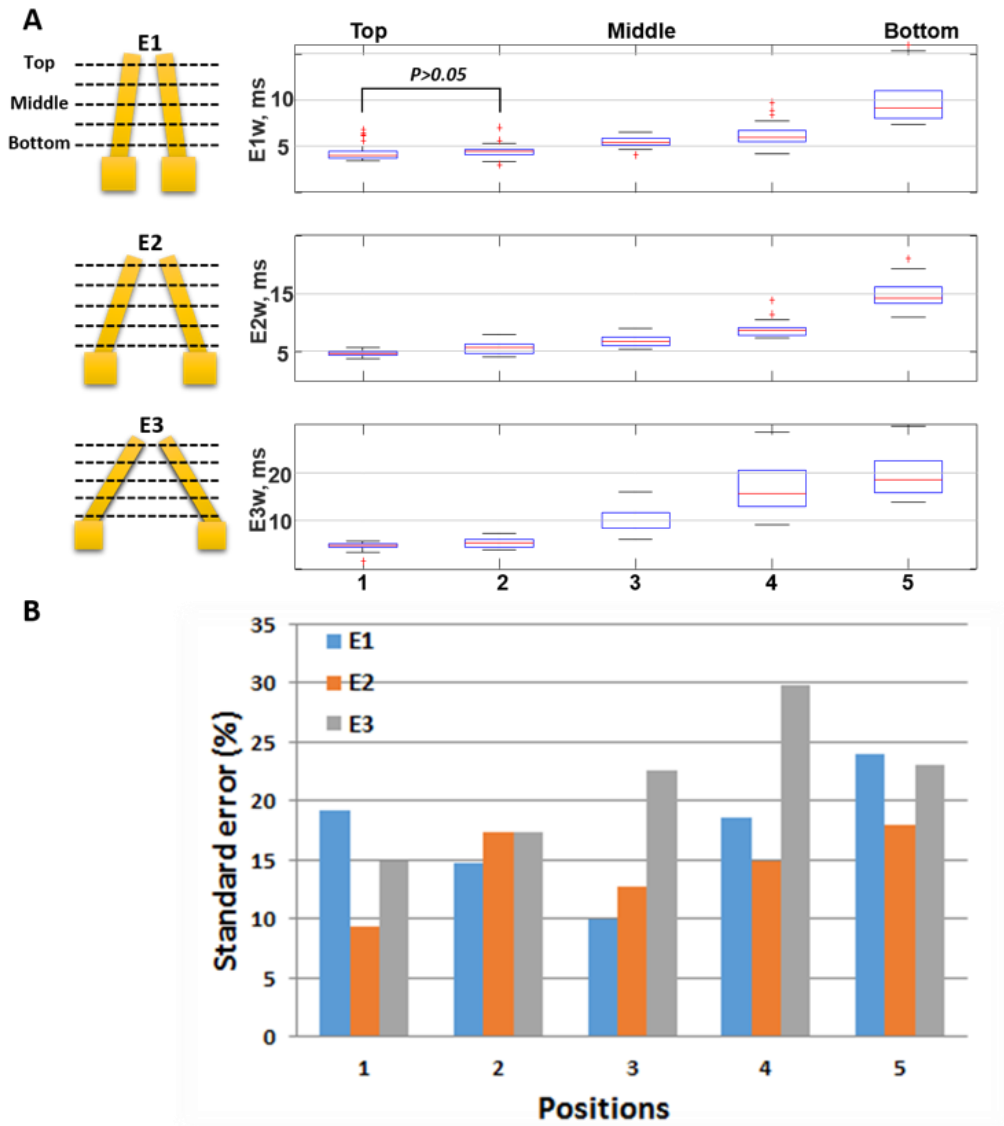 A
Top Middle Bottom
E1
Top
Middle
Bottom
P>0.05
E1w, ms
10
5
E2
E2w, ms
15
5
E3
E3w, ms
20
10
1 2 3 4 5
B
35
30
25
20
15
10
5
0
E1
E2
E3
Standard error (%)
1 2 3 4 5
Positions